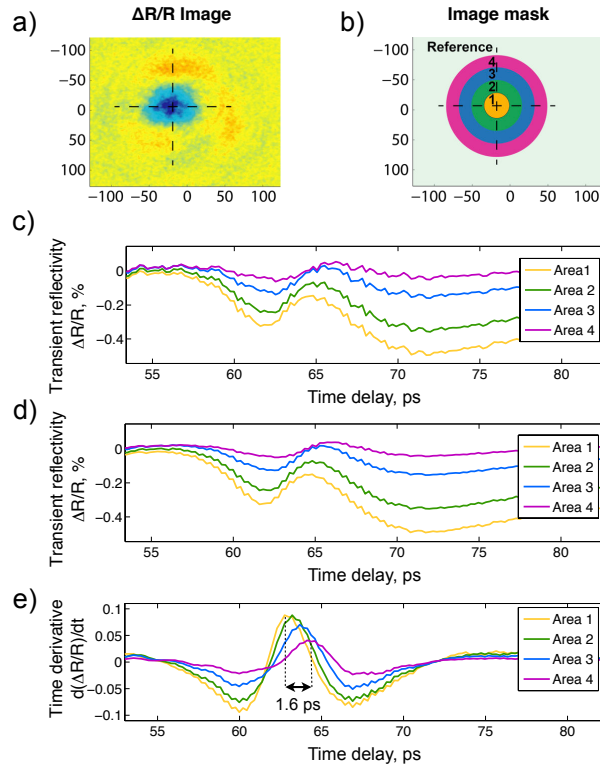 a) ΔR/R Image
−100
−50
0
50
100
−100 −50 0 50 100
b) Image mask
Reference
4
3
2
1
−100
−50
0
50
100
−100 −50 0 50 100
c)
Transient reflectivity
ΔR/R, %
0
−0.2
−0.4
55 60 65 70 75 80
Time delay, ps
Area1
Area 2
Area 3
Area 4
d)
Transient reflectivity
ΔR/R, %
0
−0.2
−0.4
55 60 65 70 75 80
Time delay, ps
Area 1
Area 2
Area 3
Area 4
e)
Time derivative
d(ΔR/R)/dt
0.1
0.05
0
−0.05
−0.1
1.6 ps
55 60 65 70 75 80
Time delay, ps
Area 1
Area 2
Area 3
Area 4